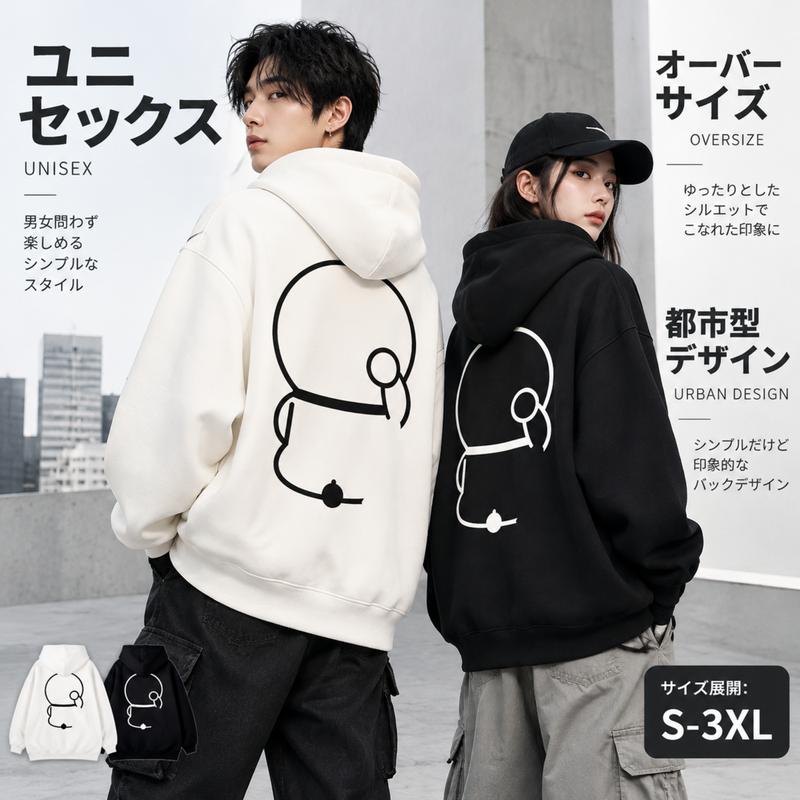 ユニ
セックス
UNISEX
男女問わず
楽しめる
シンプルな
スタイル
オーバー
サイズ
OVERSIZE
ゆったりとした
シルエットで
こなれた印象に
都市型
デザイン
URBAN DESIGN
シンプルだけど
印象的な
バックデザイン
サイズ展開:
S-3XL